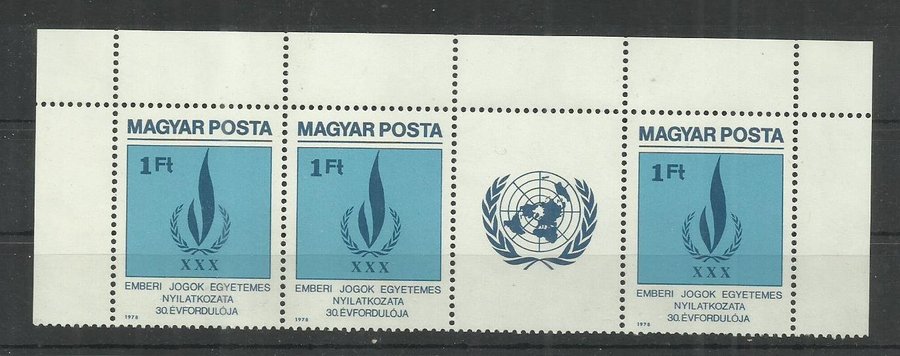 MAGYAR POSTA
1 Ft
XXX
EMBERI JOGOK EGYETEMES
NYILATKOZATA
30. ÉVFORDULÓJA
1978
MAGYAR POSTA
1 Ft
XXX
EMBERI JOGOK EGYETEMES
NYILATKOZATA
30. ÉVFORDULÓJA
1978
MAGYAR POSTA
1 Ft
XXX
EMBERI JOGOK EGYETEMES
NYILATKOZATA
30. ÉVFORDULÓJA
1978